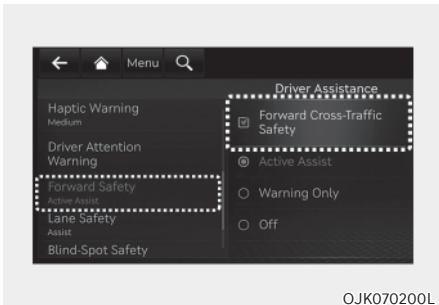 Menu
Driver Assistance
Haptic Warning
Medium
Driver Attention
Warning
Forward Safety
Active Assist
Lane Safety
Assist
Blind-Spot Safety
Forward Cross-Traffic
Safety
Active Assist
Warning Only
Off
OJK070200L